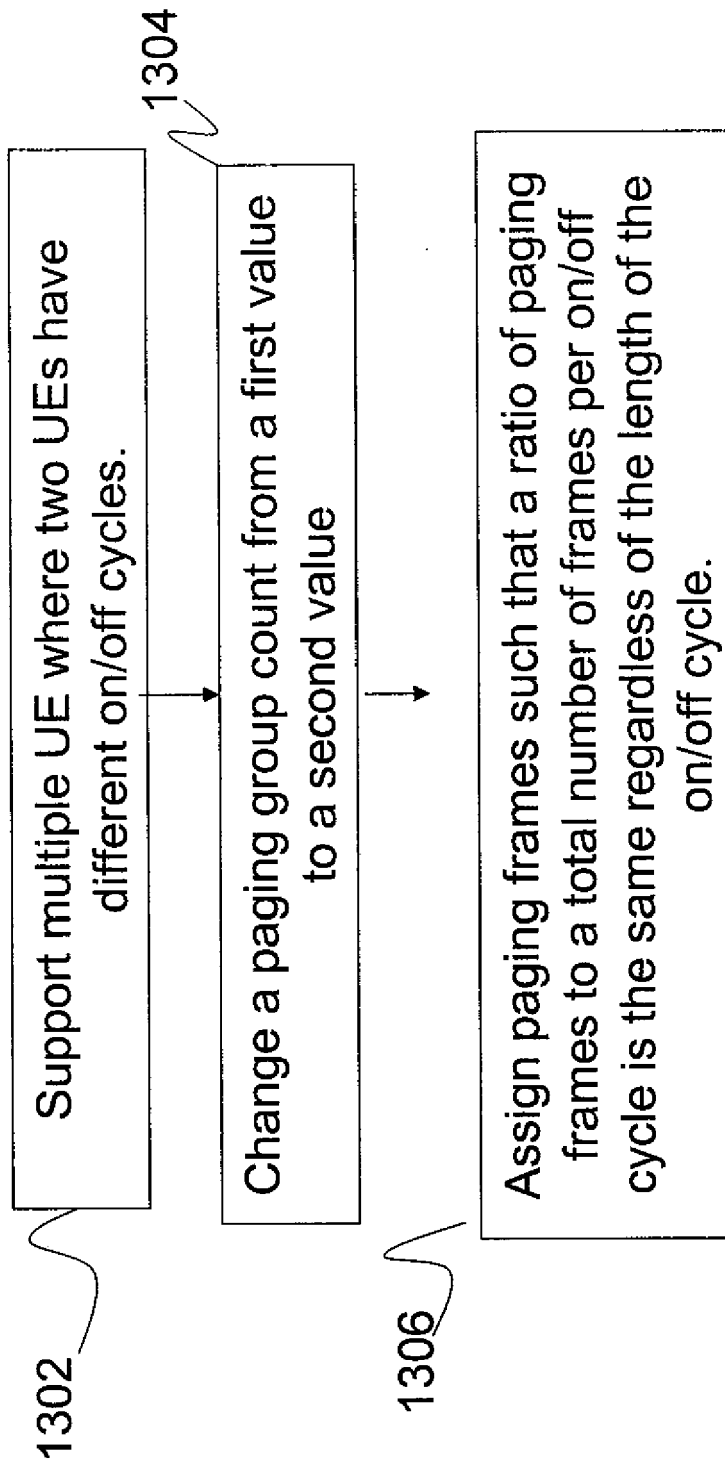 1302
Support multiple UE where two UEs have
different on/off cycles.
1304
Change a paging group count from a first value
to a second value
1306
Assign paging frames such that a ratio of paging
frames to a total number of frames per on/off
cycle is the same regardless of the length of the
on/off cycle.